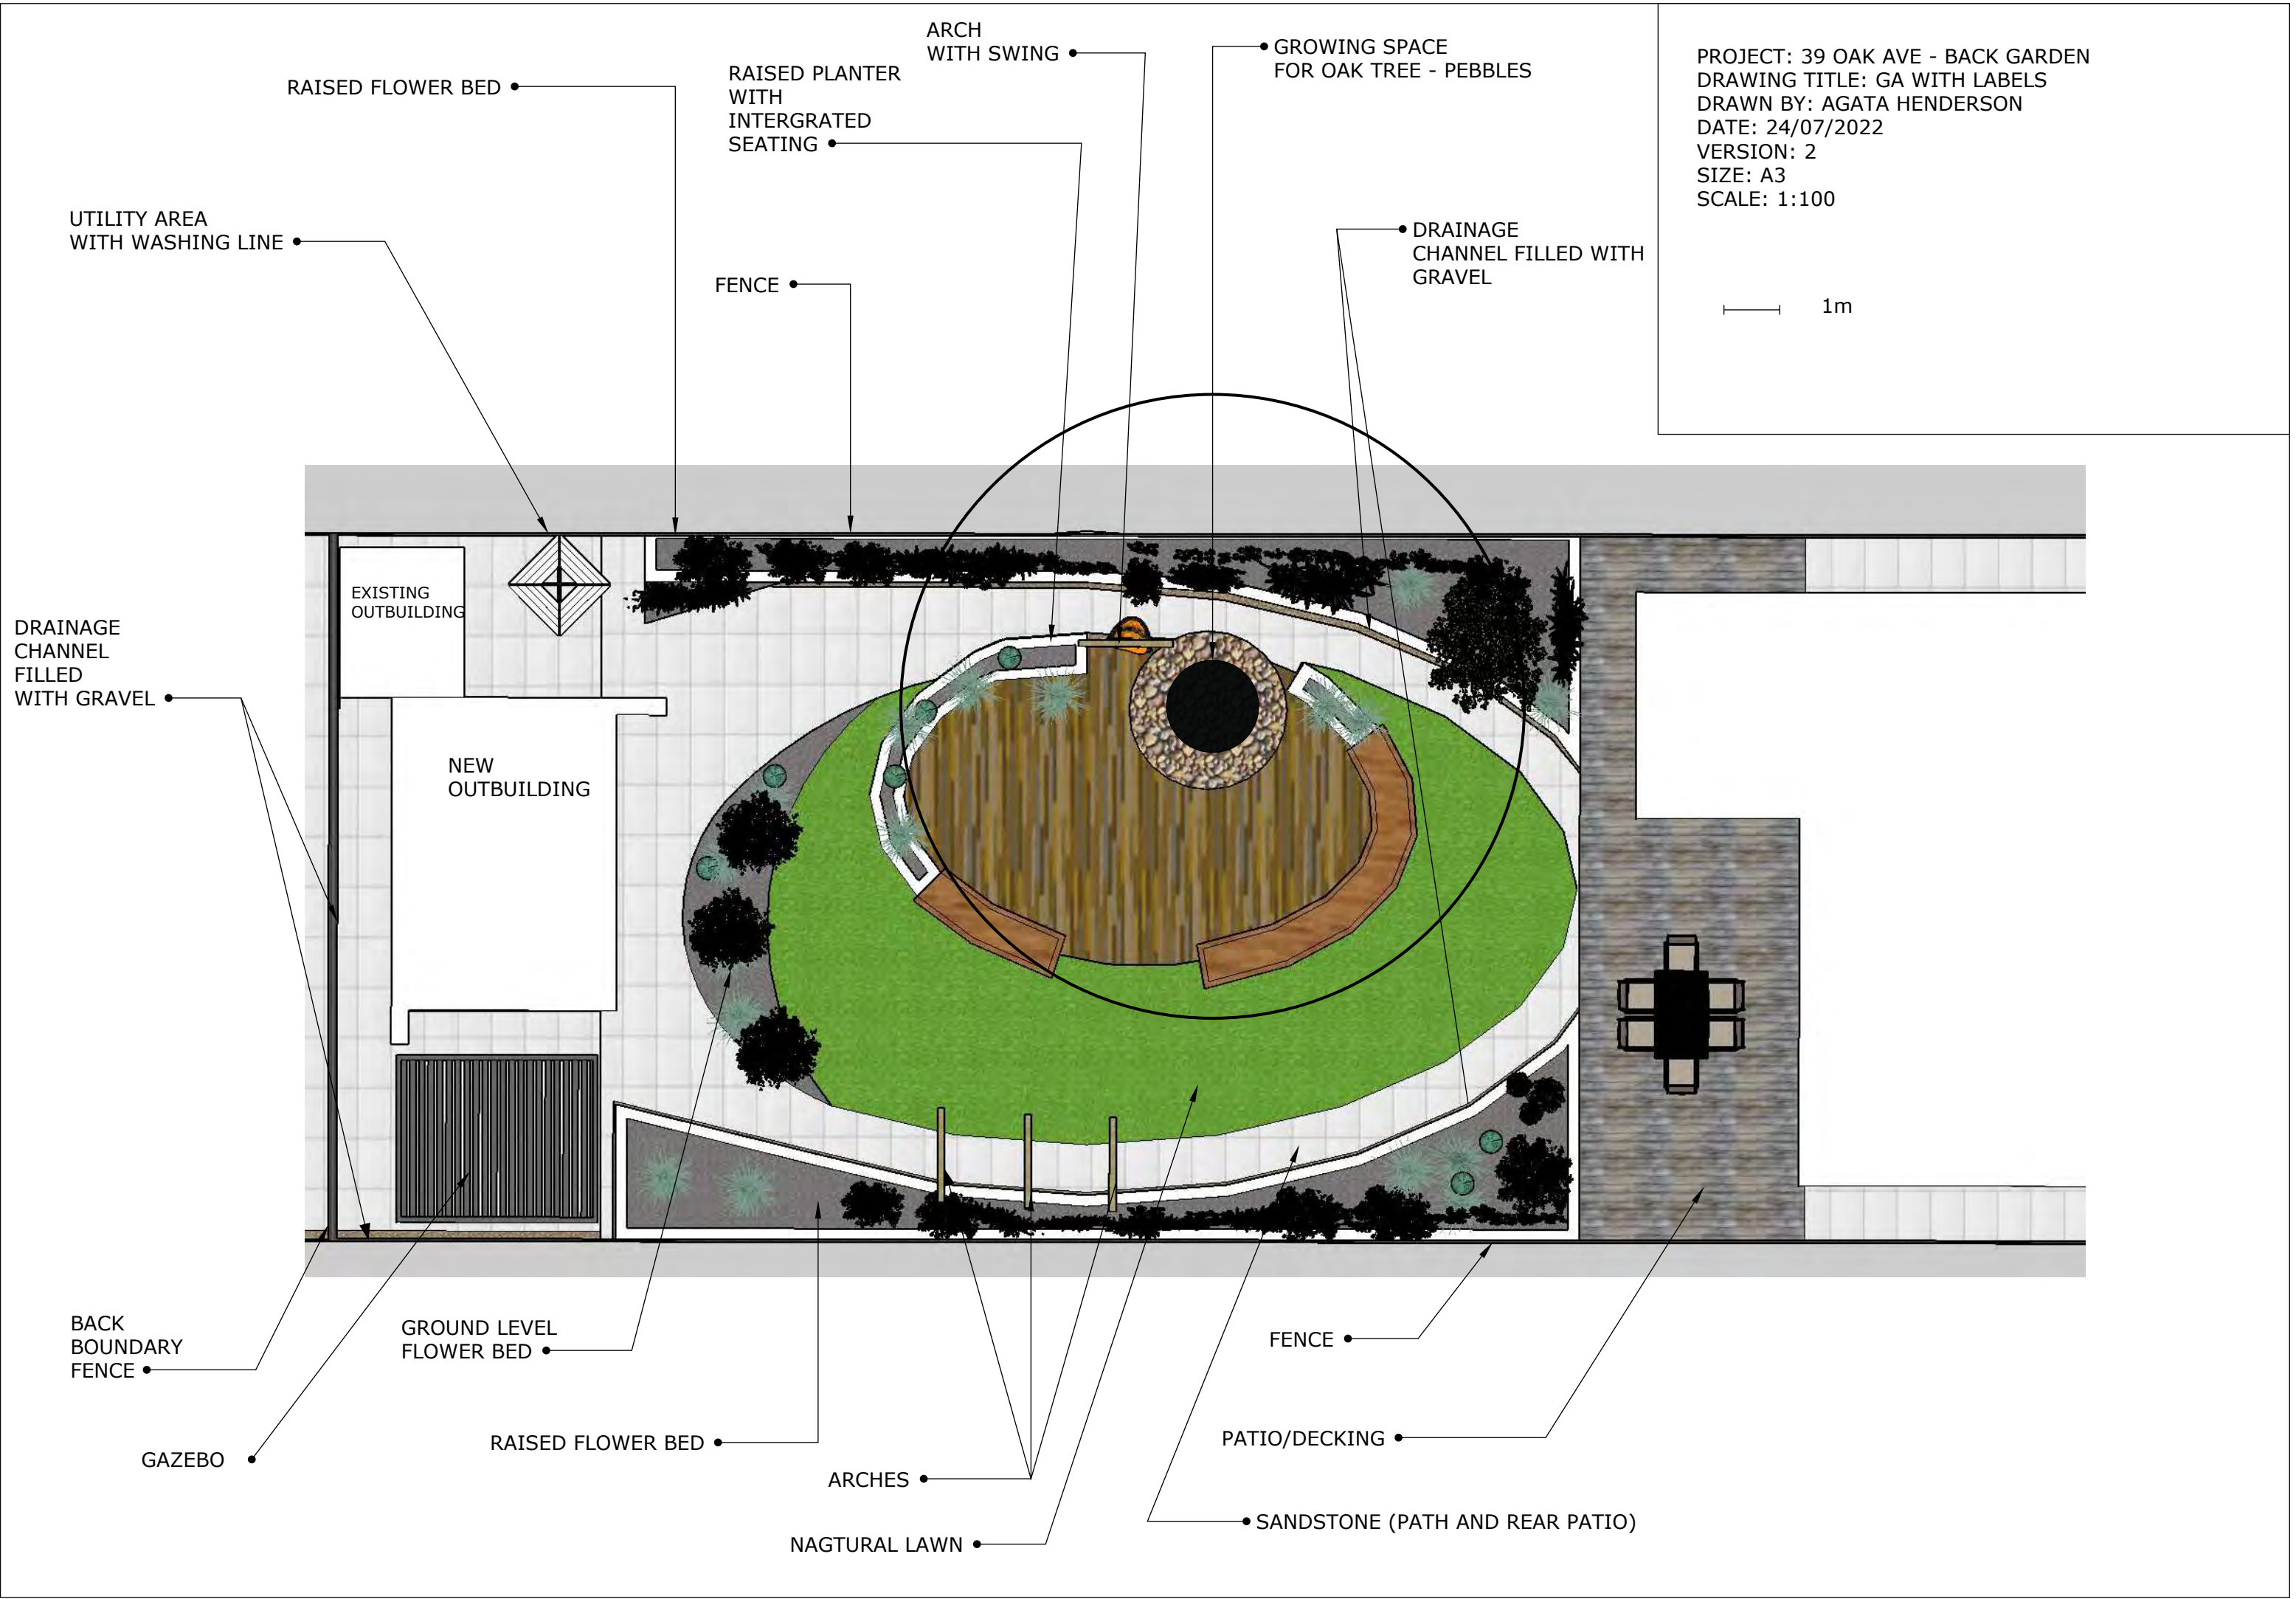 ARCH
WITH SWING
GROWING SPACE
FOR OAK TREE - PEBBLES
PROJECT: 39 OAK AVE - BACK GARDEN
DRAWING TITLE: GA WITH LABELS
DRAWN BY: AGATA HENDERSON
DATE: 24/07/2022
VERSION: 2
SIZE: A3
SCALE: 1:100
1m
RAISED FLOWER BED
RAISED PLANTER
WITH
INTERGRATED
SEATING
UTILITY AREA
WITH WASHING LINE
FENCE
DRAINAGE
CHANNEL FILLED WITH
GRAVEL
EXISTING
OUTBUILDING
DRAINAGE
CHANNEL
FILLED
WITH GRAVEL
NEW
OUTBUILDING
BACK
BOUNDARY
FENCE
GROUND LEVEL
FLOWER BED
FENCE
GAZEBO
RAISED FLOWER BED
PATIO/DECKING
ARCHES
SANDSTONE (PATH AND REAR PATIO)
NAGTURAL LAWN